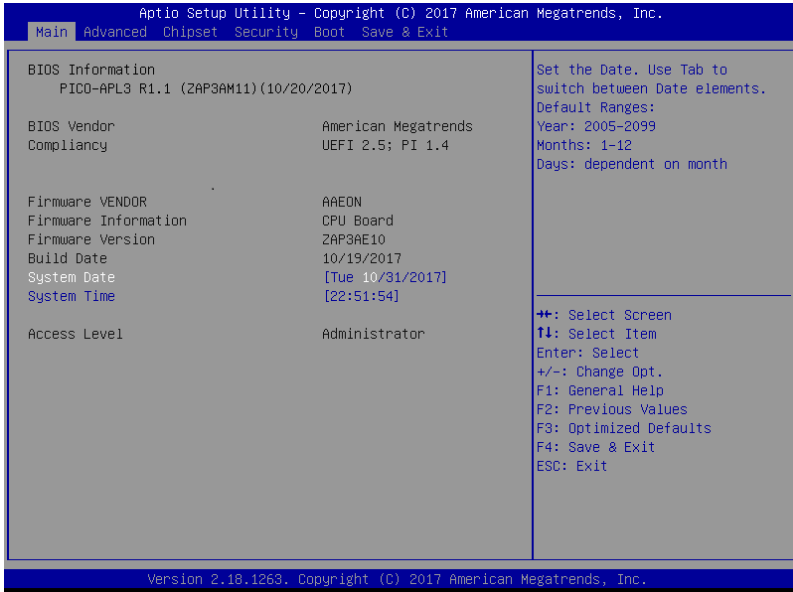 Aptio Setup Utility – Copyright (C) 2017 American Megatrends, Inc.
Main Advanced Chipset Security Boot Save & Exit
BIOS Information
PICO-APL3 R1.1 (ZAP3AM11)(10/20/2017)
BIOS Vendor American Megatrends
Compliancy UEFI 2.5; PI 1.4
Firmware VENDOR AAEON
Firmware Information CPU Board
Firmware Version ZAP3AE10
Build Date 10/19/2017
System Date [Tue 10/31/2017]
System Time [22:51:54]
Access Level Administrator
Set the Date. Use Tab to
switch between Date elements.
Default Ranges:
Year: 2005-2099
Months: 1-12
Days: dependent on month
→←: Select Screen
↑↓: Select Item
Enter: Select
+/-: Change Opt.
F1: General Help
F2: Previous Values
F3: Optimized Defaults
F4: Save & Exit
ESC: Exit
Version 2.18.1263. Copyright (C) 2017 American Megatrends, Inc.